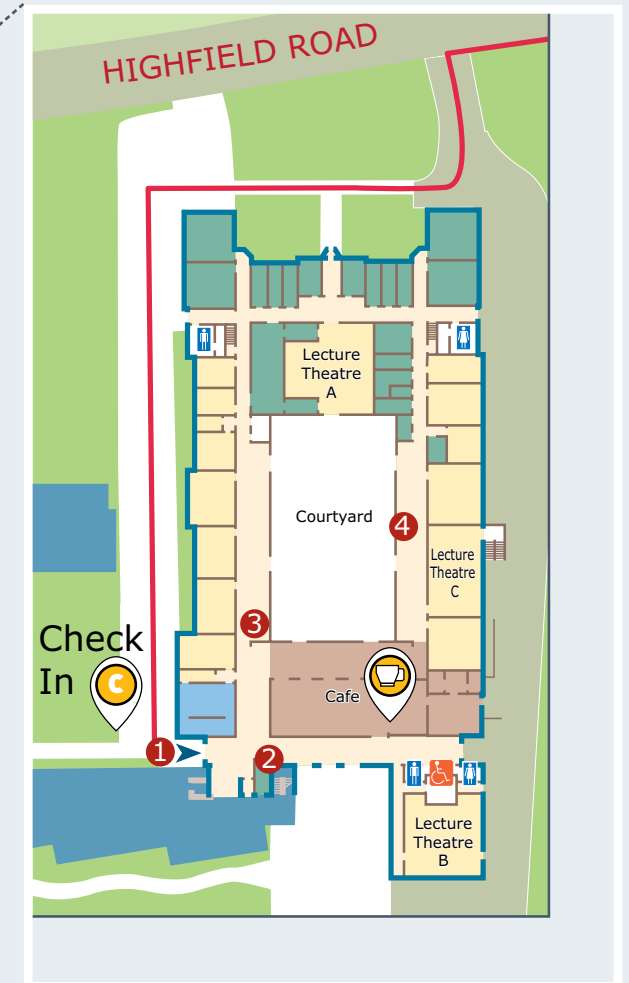 HIGHFIELD ROAD
Lecture
Theatre
A
Courtyard
4
Lecture
Theatre
C
3
Check
In
C
Cafe
1
2
Lecture
Theatre
B